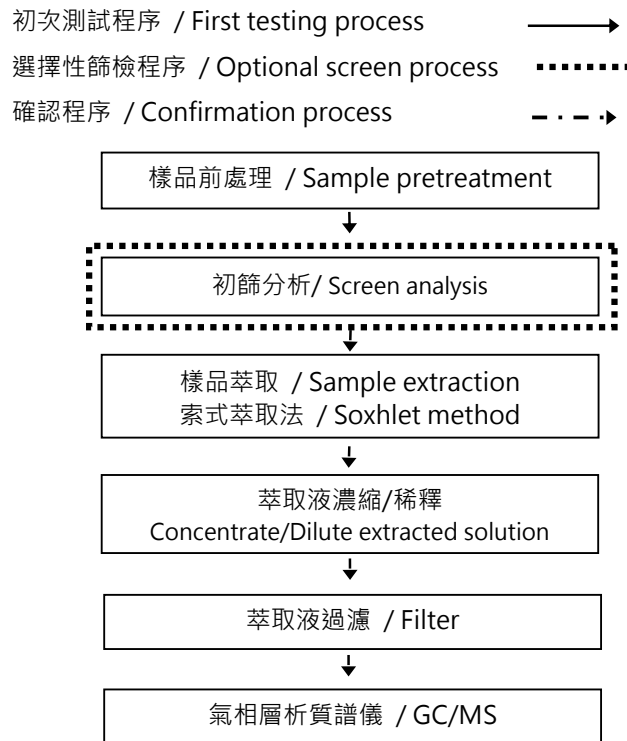 初次測試程序 / First testing process
選擇性篩檢程序 / Optional screen process
確認程序 / Confirmation process
樣品前處理 / Sample pretreatment
初篩分析/ Screen analysis
樣品萃取 / Sample extraction
索式萃取法 / Soxhlet method
萃取液濃縮/稀釋
Concentrate/Dilute extracted solution
萃取液過濾 / Filter
氣相層析質譜儀 / GC/MS